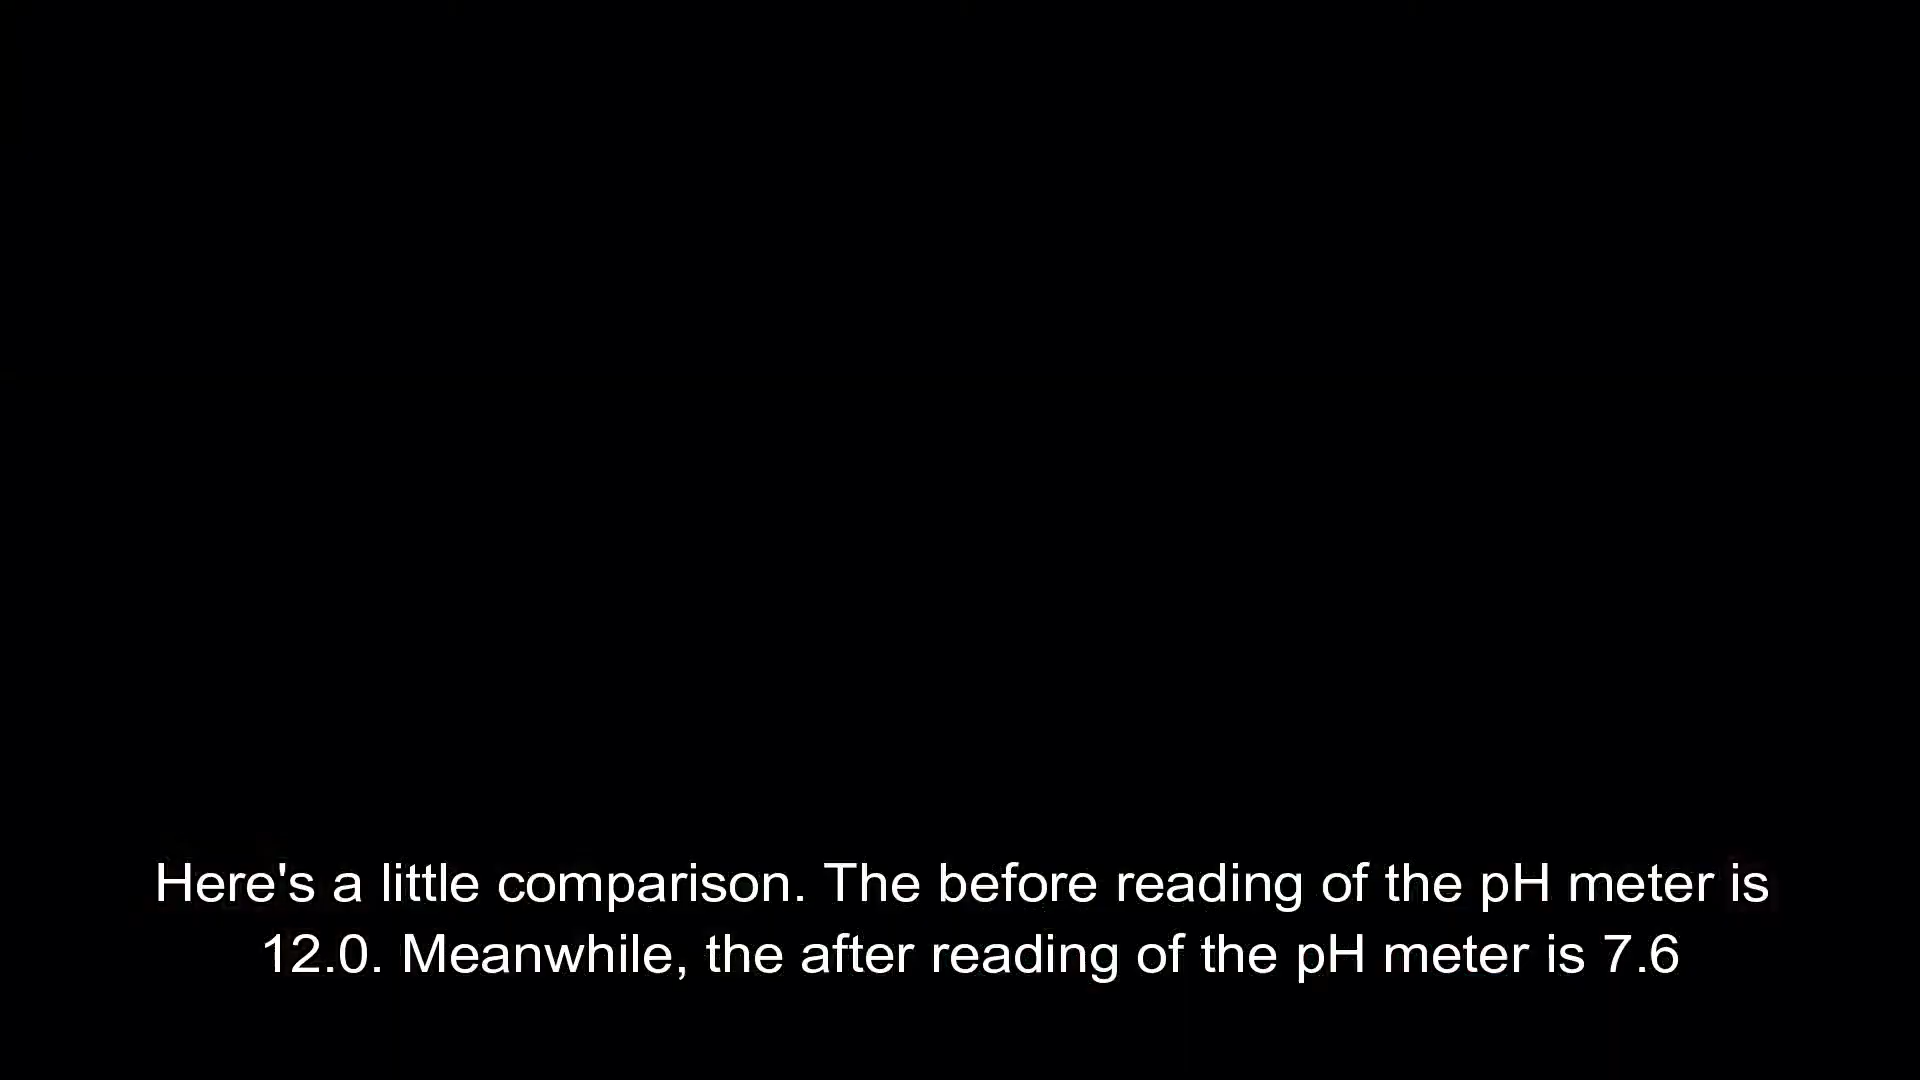 Here's a little comparison. The before reading of the pH meter is
12.0. Meanwhile, the after reading of the pH meter is 7.6